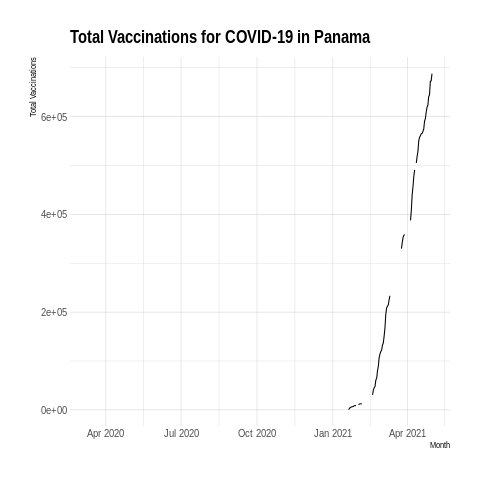 Total Vaccinations for COVID-19 in Panama
Total Vaccinations
6e+05
4e+05
2e+05
0e+00
Apr 2020 Jul 2020 Oct 2020 Jan 2021 Apr 2021
Month